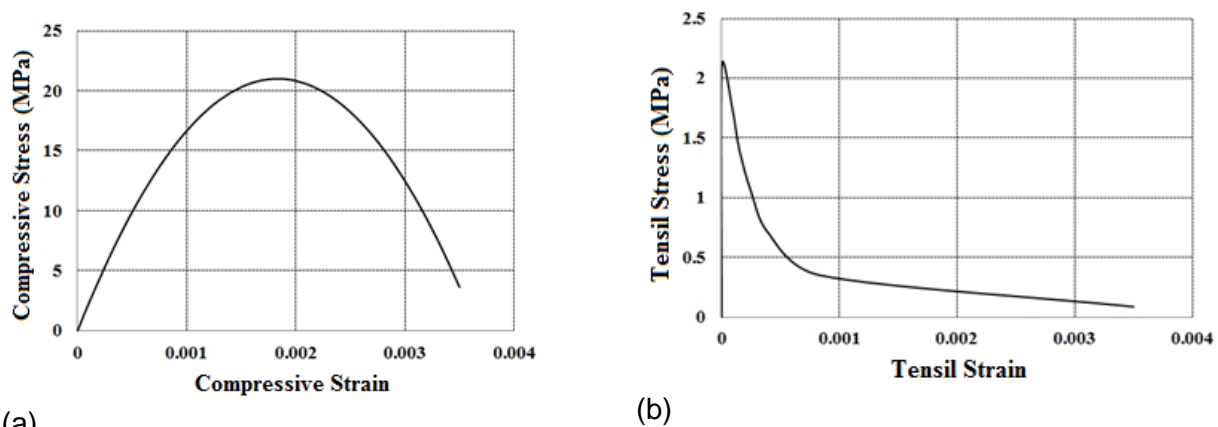 Compressive Stress (MPa)
25
20
15
10
5
0
0 0.001 0.002 0.003 0.004
Compressive Strain
(a)
Tensil Stress (MPa)
2.5
2
1.5
1
0.5
0
0 0.001 0.002 0.003 0.004
Tensil Strain
(b)